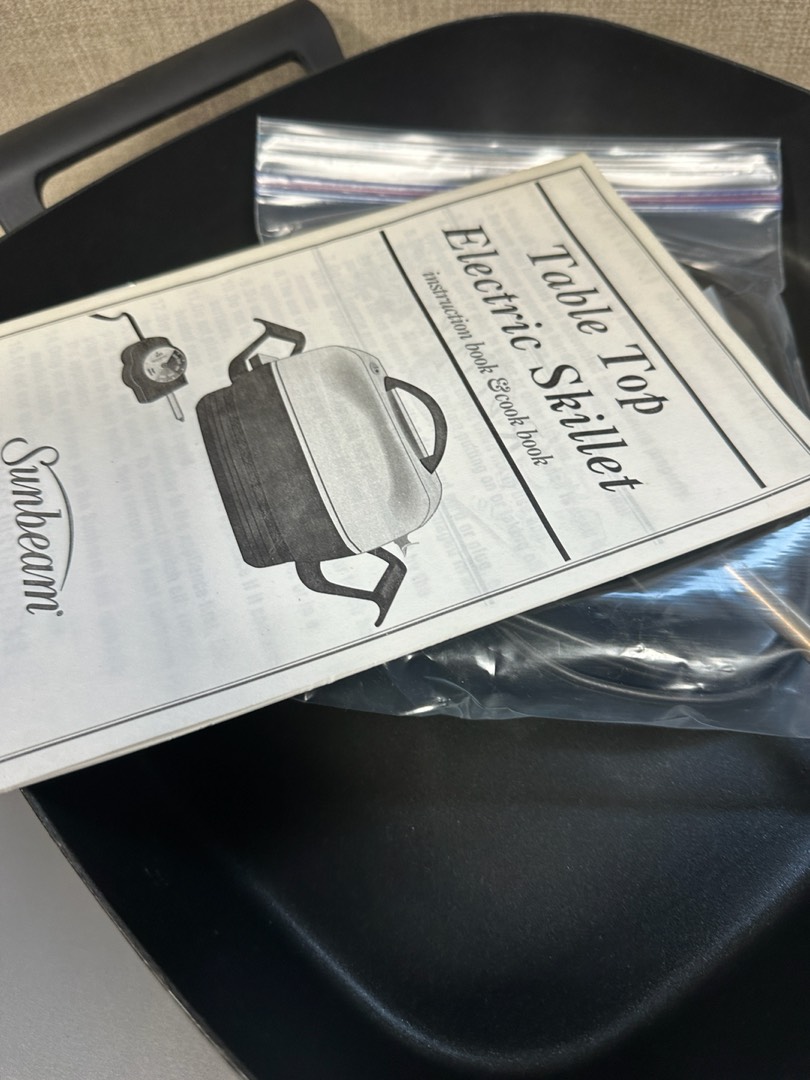 Table Top
Electric Skillet
instruction book & cook book
Sunbeam®